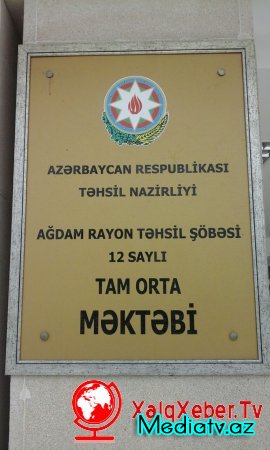 AZƏRBAYCAN RESPUBLİKASI
TƏHSİL NAZİRLİYİ
AĞDAM RAYON TƏHSİL ŞÖBƏSİ
12 SAYLI
TAM ORTA
MƏKTƏBİ
XalqXeber.Tv
Mediatv.az